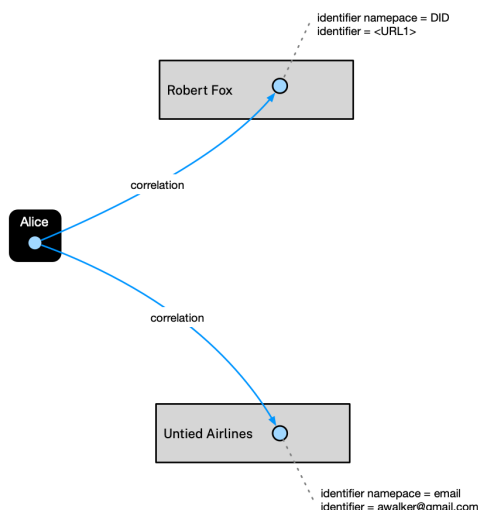 identifier namepace = DID
identifier = <URL1>
Robert Fox
correlation
Alice
correlation
Untied Airlines
identifier namepace = email
identifier = awalker@gmail.com